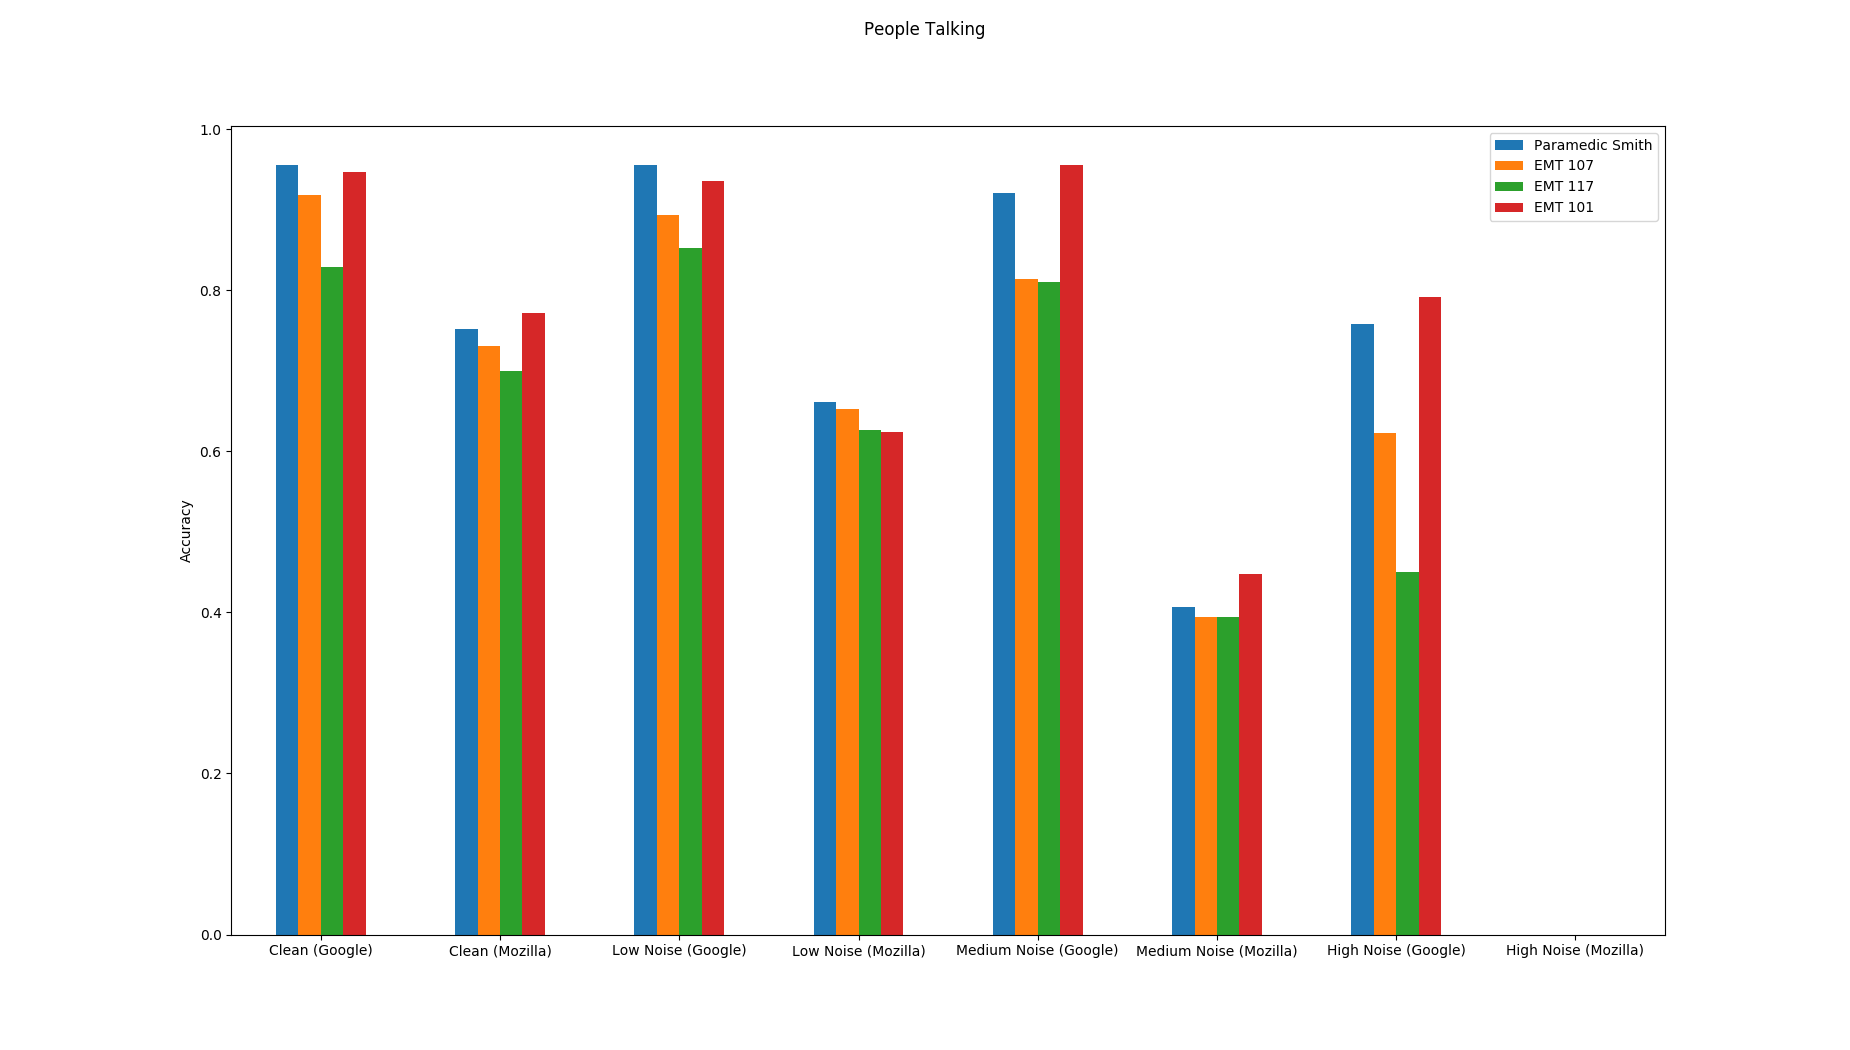 People Talking
1.0
0.8
0.6
0.4
0.2
0.0
Accuracy
Paramedic Smith
EMT 107
EMT 117
EMT 101
Clean (Google)
Clean (Mozilla)
Low Noise (Google)
Low Noise (Mozilla)
Medium Noise (Google)
Medium Noise (Mozilla)
High Noise (Google)
High Noise (Mozilla)